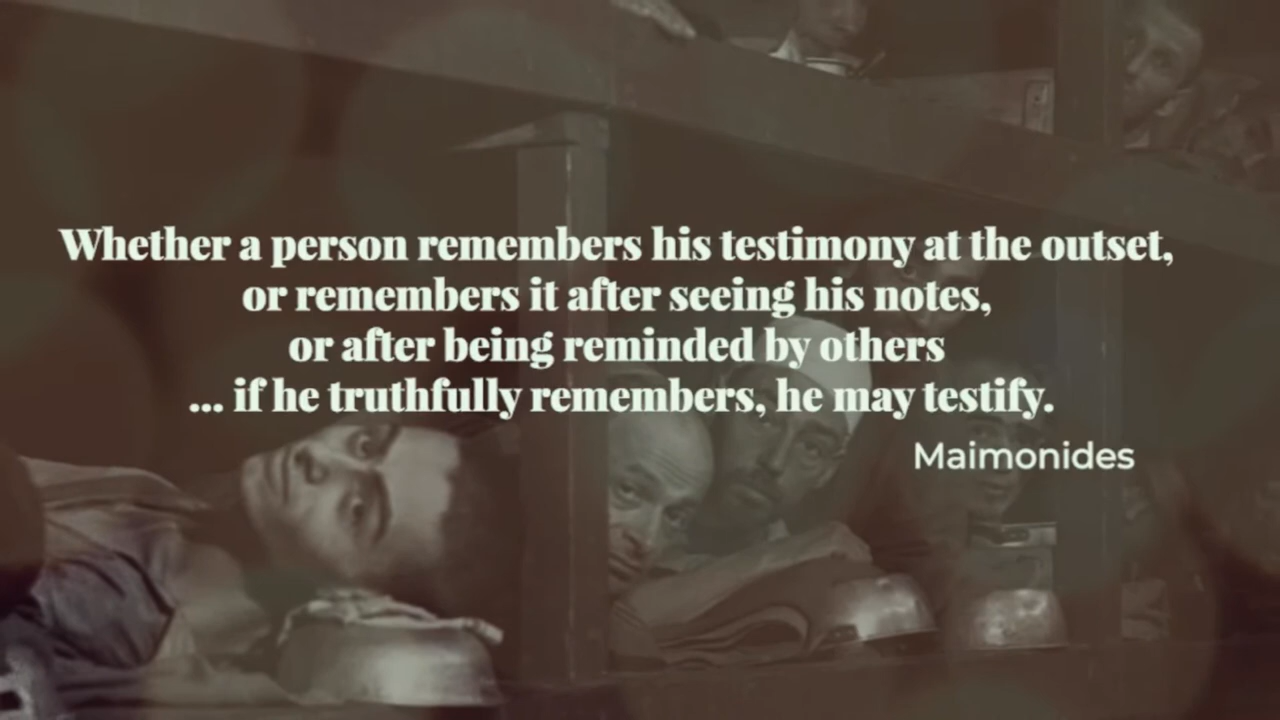 Whether a person remembers his testimony at the outset,
or remembers it after seeing his notes,
or after being reminded by others
... if he truthfully remembers, he may testify.
Maimonides